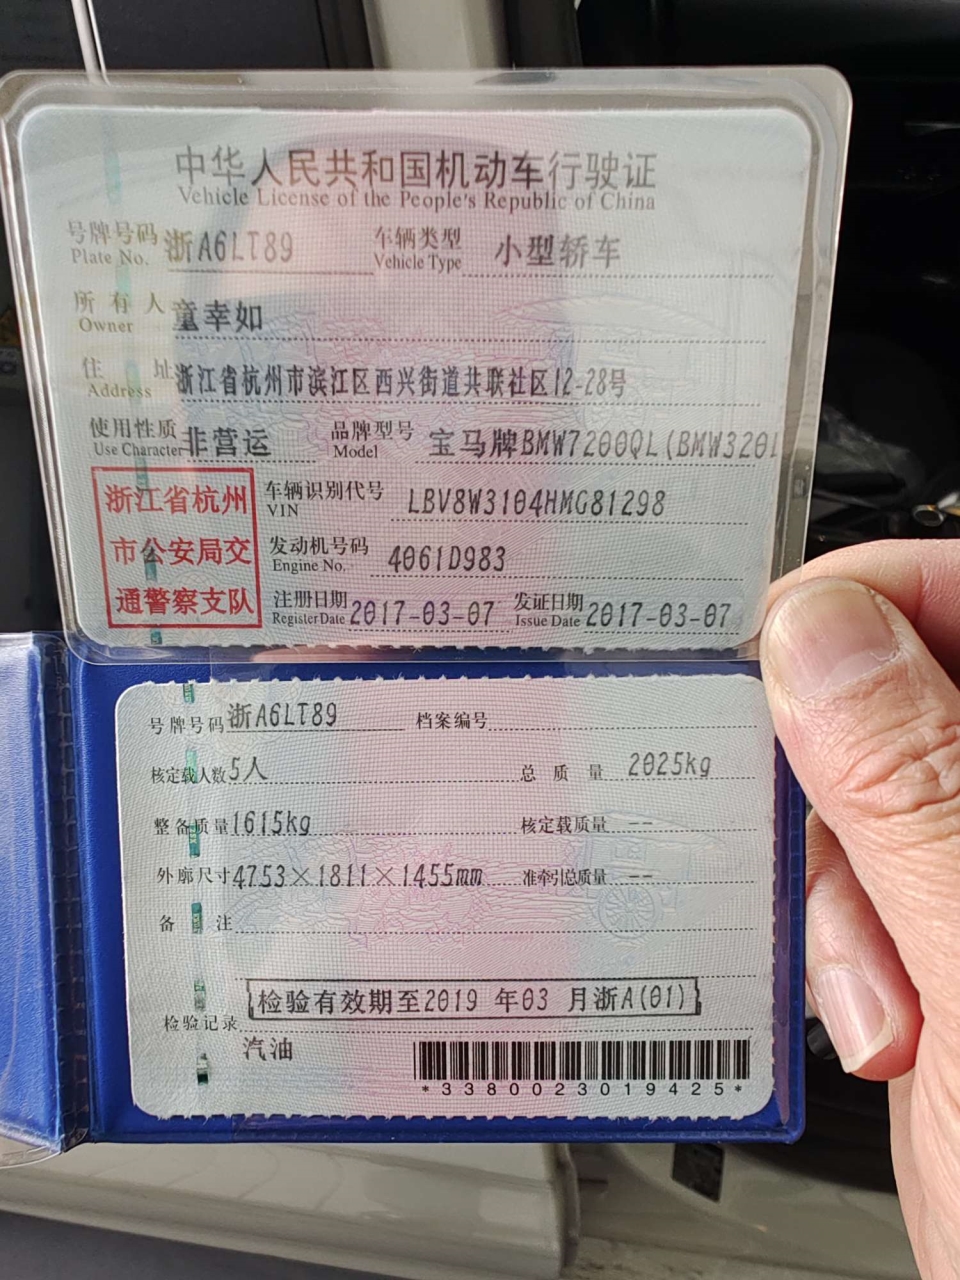 中华人民共和国机动车行驶证
Vehicle License of the People's Republic of China
号牌号码 浙A6LT89 车辆类型 小型轿车
Plate No. Vehicle Type
所有人 童幸如
Owner
住址 浙江省杭州市滨江区西兴街道共联社区12-28号
Address
使用性质 非营运 品牌型号 宝马牌BMW7200QL(BMW320L
Use Character Model
浙江省杭州
市公安局交
通警察支队
车辆识别代号 LBV8W3104HMG81298
VIN
发动机号码 4061D983
Engine No.
注册日期 2017-03-07 发证日期 2017-03-07
Register Date Issue Date
号牌号码 浙A6LT89 档案编号
核定载人数 5人 总质量 2025kg
整备质量 1615kg 核定载质量 --
外廓尺寸 4753×1811×1455mm 准牵引总质量 --
备注
检验有效期至2019 年03 月浙A(01)
检验记录
汽油
*3380023019425*